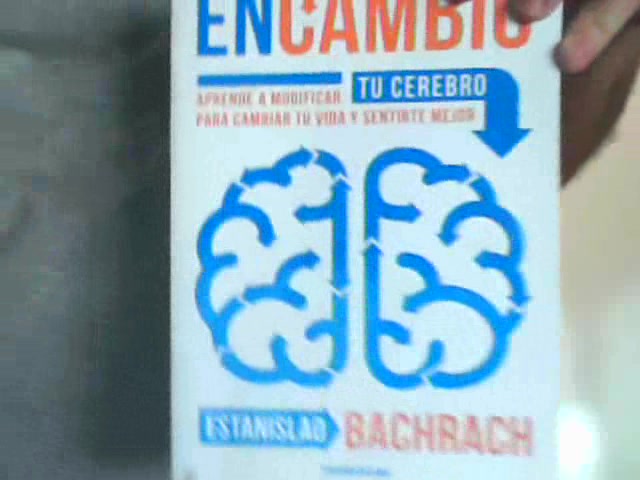 ENCAMBIO
APRENDE A MODIFICAR TU CEREBRO
PARA CAMBIAR TU VIDA Y SENTIRTE MEJOR
ESTANISLAO BACHRACH